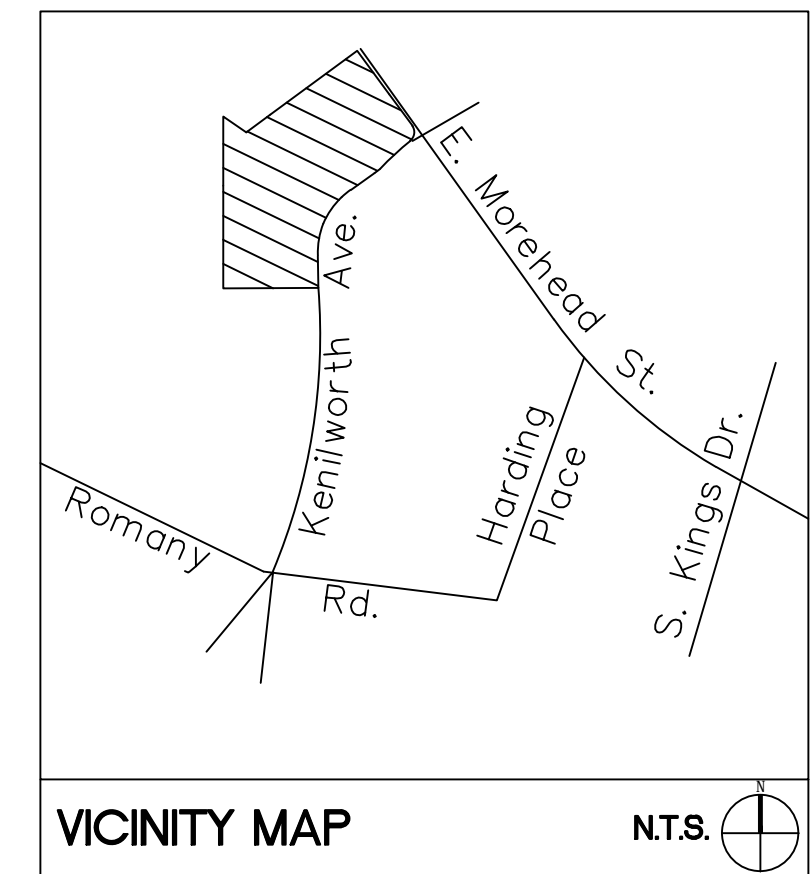 E. Morehead St.
Kenilworth Ave.
Harding
Place
S. Kings Dr.
Romany Rd.
N
VICINITY MAP
N.T.S.